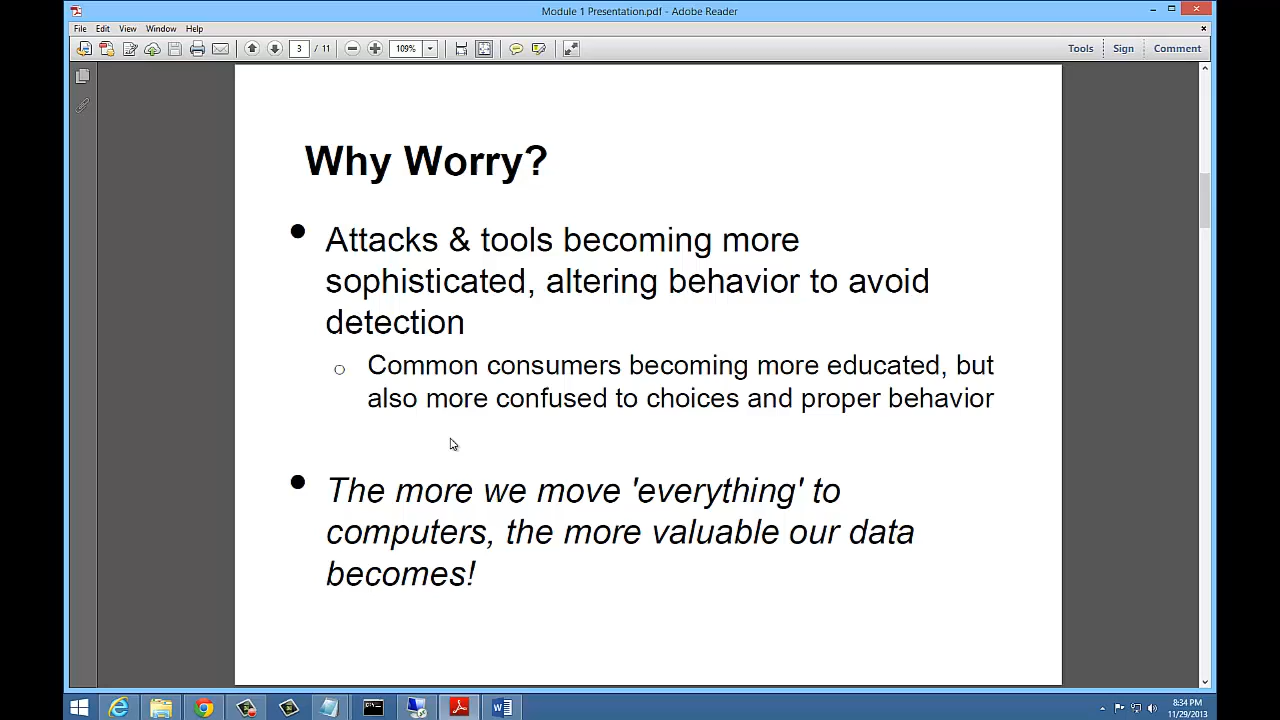 Module 1 Presentation.pdf - Adobe Reader
File Edit View Window Help
3 / 11 109% Tools Sign Comment
Why Worry?
• Attacks & tools becoming more
sophisticated, altering behavior to avoid
detection
o Common consumers becoming more educated, but
also more confused to choices and proper behavior
• The more we move 'everything' to
computers, the more valuable our data
becomes!
8:34 PM
11/29/2013